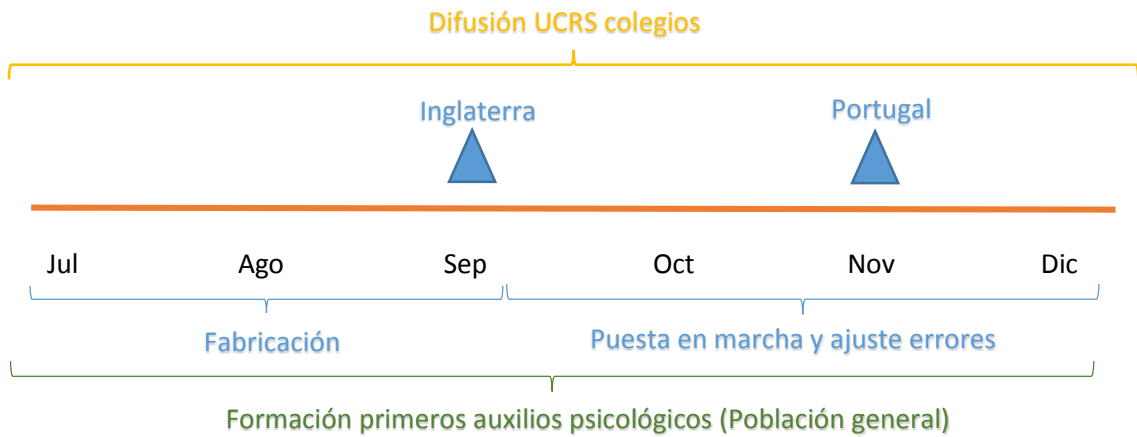 Difusión UCRS colegios
Inglaterra
Portugal
Jul
Ago
Sep
Oct
Nov
Dic
Fabricación
Puesta en marcha y ajuste errores
Formación primeros auxilios psicológicos (Población general)